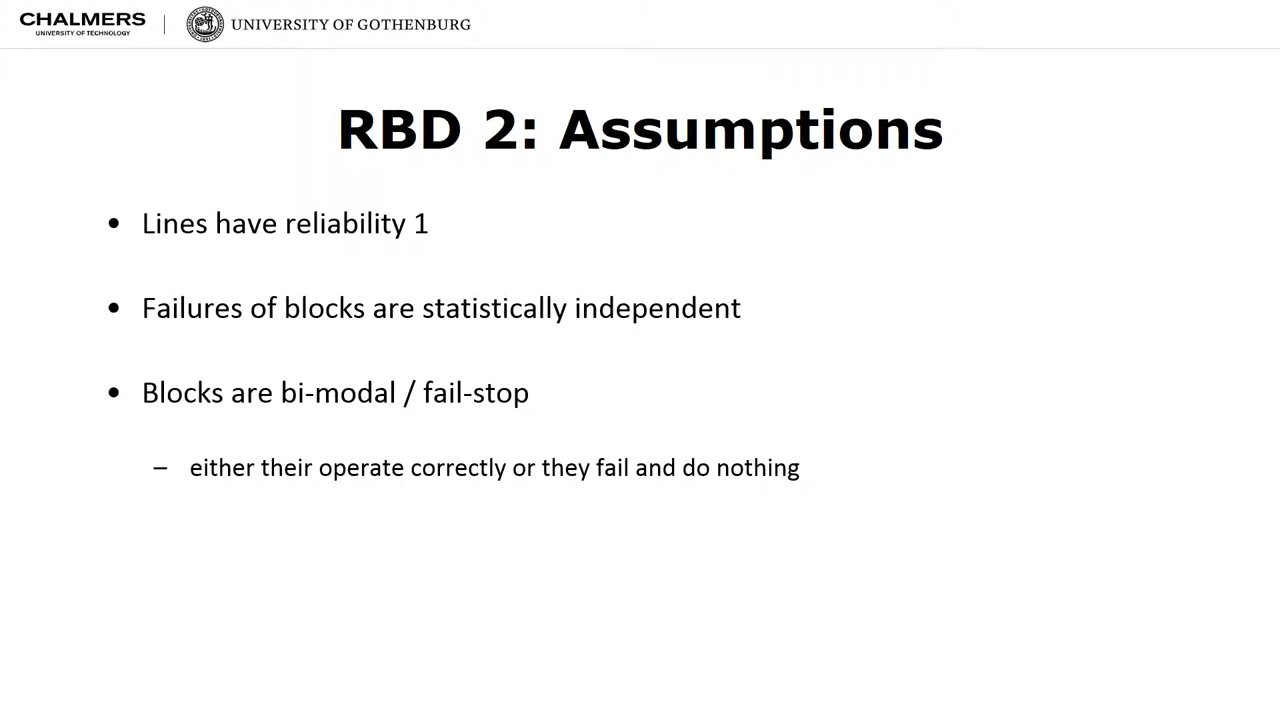 CHALMERS
UNIVERSITY OF TECHNOLOGY
UNIVERSITY OF GOTHENBURG
RBD 2: Assumptions
• Lines have reliability 1
• Failures of blocks are statistically independent
• Blocks are bi-modal / fail-stop
– either their operate correctly or they fail and do nothing